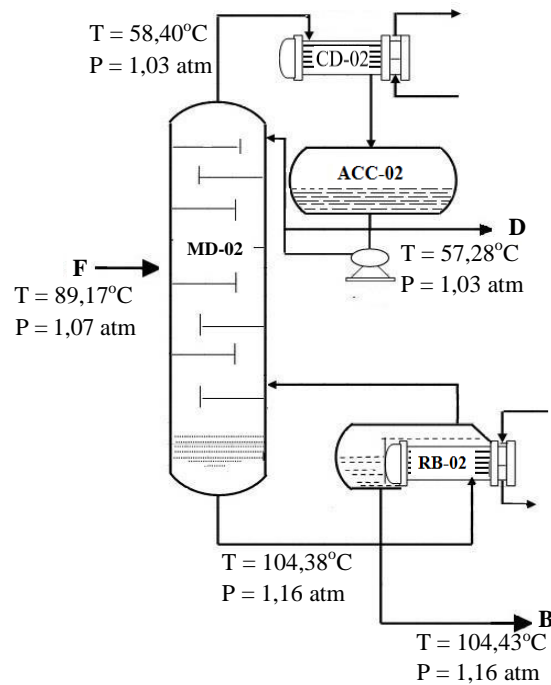 T = 58,40°C
P = 1,03 atm
CD-02
ACC-02
MD-02
D
T = 57,28°C
P = 1,03 atm
F
T = 89,17°C
P = 1,07 atm
RB-02
T = 104,38°C
P = 1,16 atm
B
T = 104,43°C
P = 1,16 atm